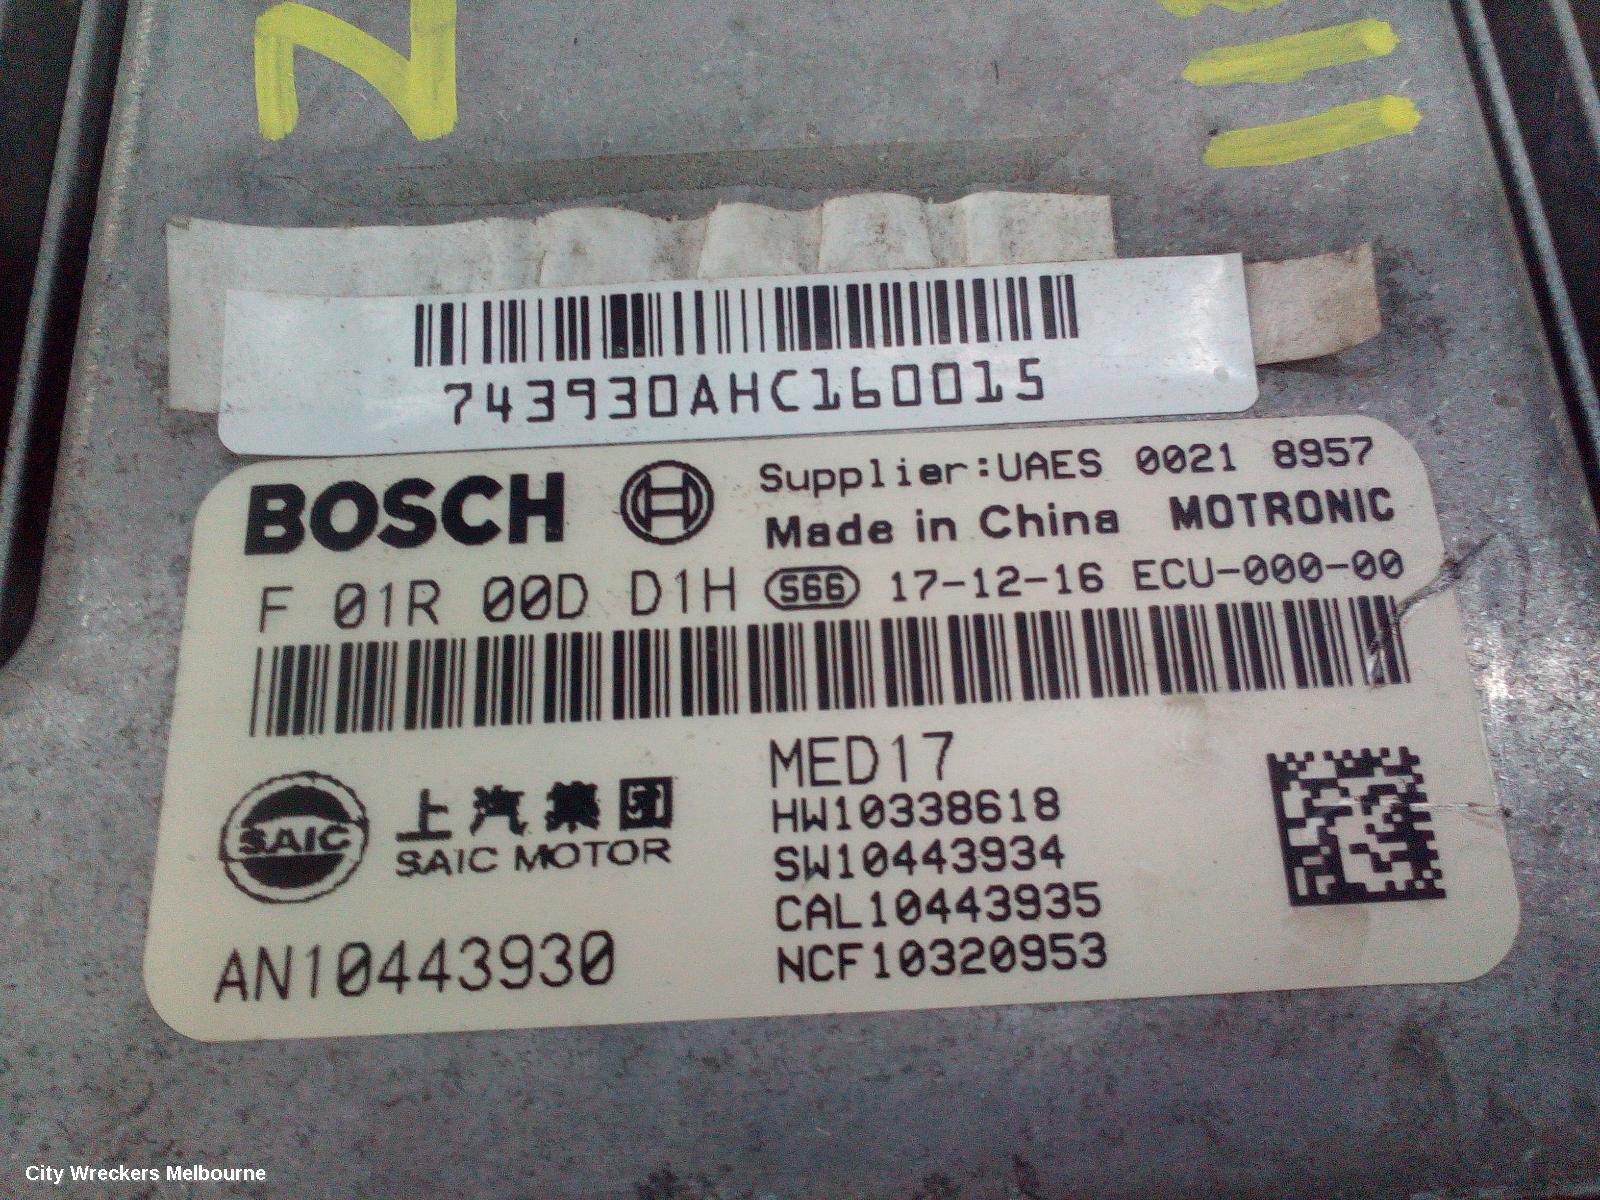 N
743930AHC160015
BOSCH Supplier:UAES 0021 8957
Made in China MOTRONIC
F 01R 00D D1H S66 17-12-16 ECU-000-00
MED17
HW10338618
SAIC 上汽集团 SW10443934
SAIC MOTOR CAL10443935
AN10443930 NCF10320953
City Wreckers Melbourne